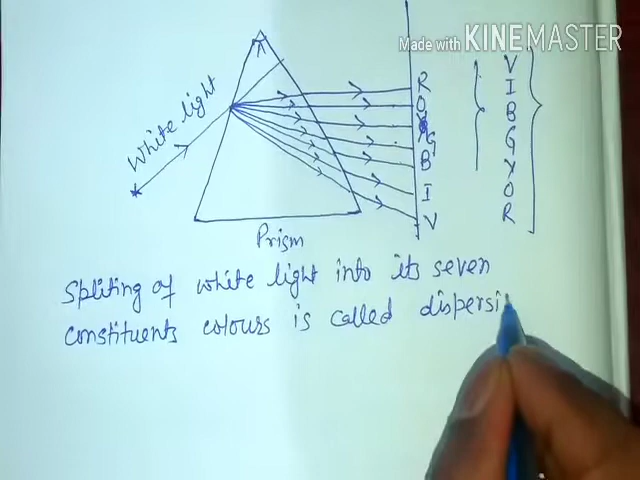 Made with KINEMASTER
White light
R
O
Y
G
B
I
V
V
I
B
G
Y
O
R
Prism
Spliting of white light into its seven
constituents colours is called dispersi